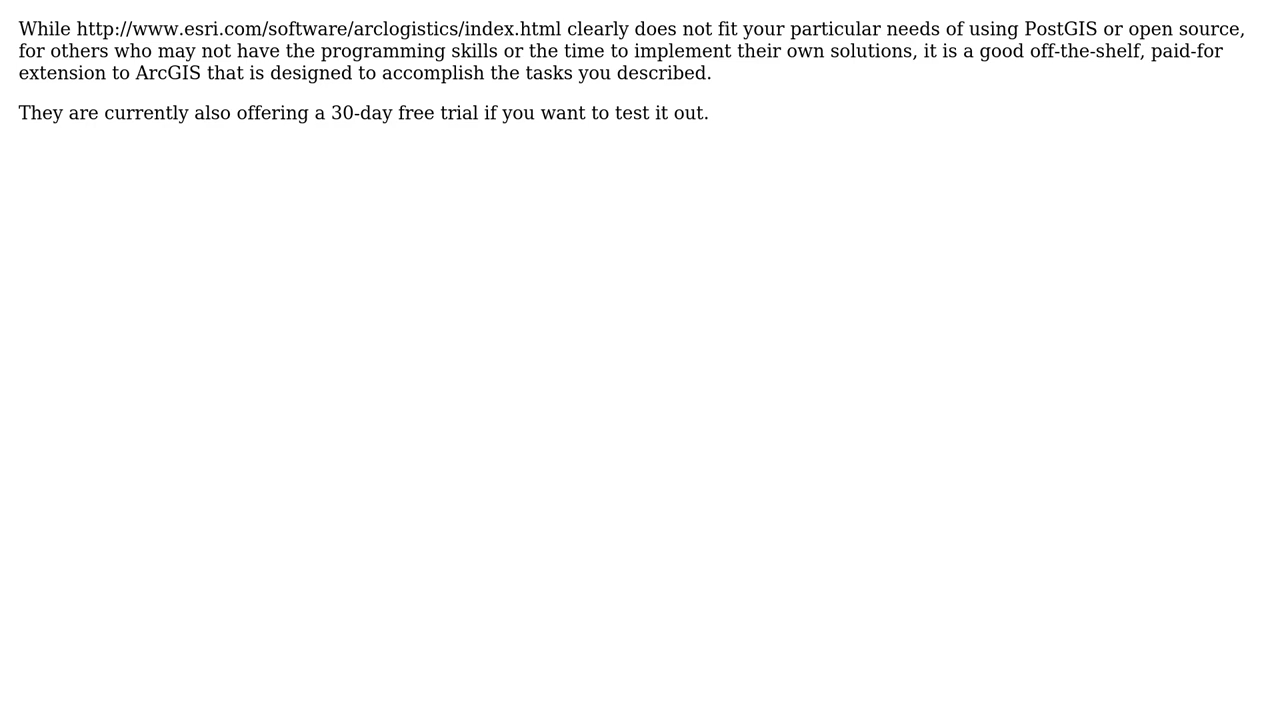 While http://www.esri.com/software/arclogistics/index.html clearly does not fit your particular needs of using PostGIS or open source,
for others who may not have the programming skills or the time to implement their own solutions, it is a good off-the-shelf, paid-for
extension to ArcGIS that is designed to accomplish the tasks you described.
They are currently also offering a 30-day free trial if you want to test it out.